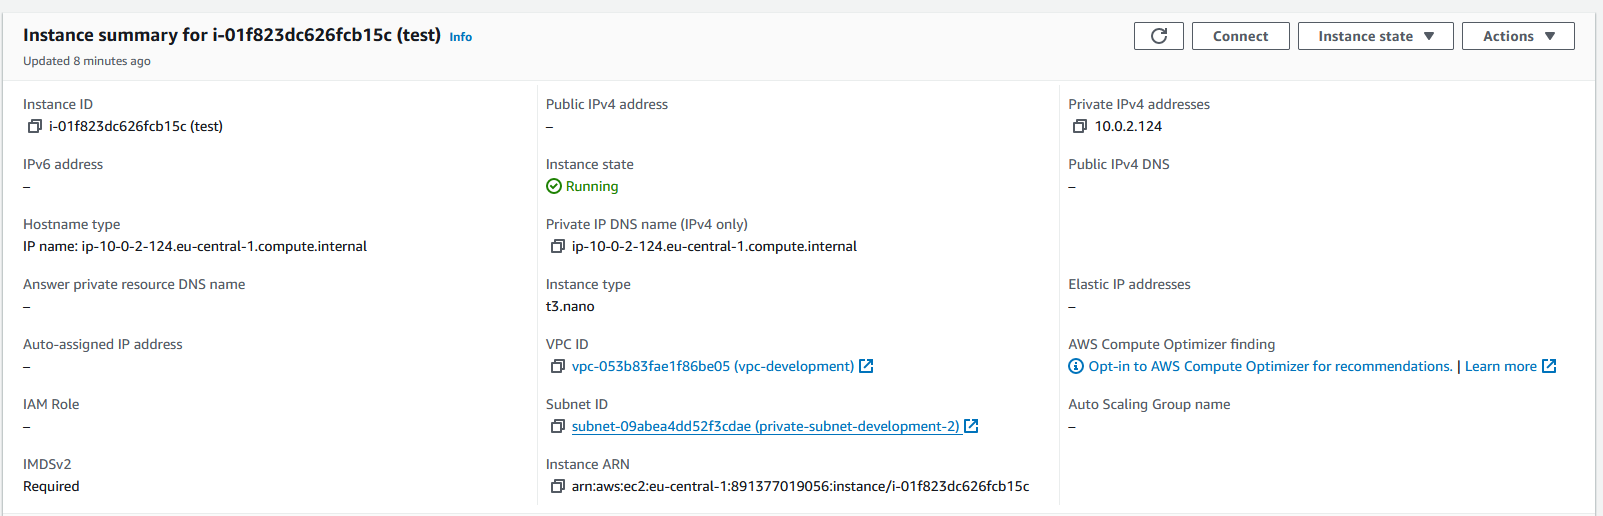 Instance summary for i-01f823dc626fcb15c (test) Info
Updated 8 minutes ago
Connect
Instance state
Actions
Instance ID
i-01f823dc626fcb15c (test)
Public IPv4 address
–
Private IPv4 addresses
10.0.2.124
IPv6 address
–
Instance state
Running
Public IPv4 DNS
–
Hostname type
IP name: ip-10-0-2-124.eu-central-1.compute.internal
Private IP DNS name (IPv4 only)
ip-10-0-2-124.eu-central-1.compute.internal
Answer private resource DNS name
–
Instance type
t3.nano
Elastic IP addresses
–
Auto-assigned IP address
–
VPC ID
vpc-053b83fae1f86be05 (vpc-development)
AWS Compute Optimizer finding
Opt-in to AWS Compute Optimizer for recommendations. | Learn more
IAM Role
–
Subnet ID
subnet-09abea4dd52f3cdae (private-subnet-development-2)
Auto Scaling Group name
–
IMDSv2
Required
Instance ARN
arn:aws:ec2:eu-central-1:891377019056:instance/i-01f823dc626fcb15c